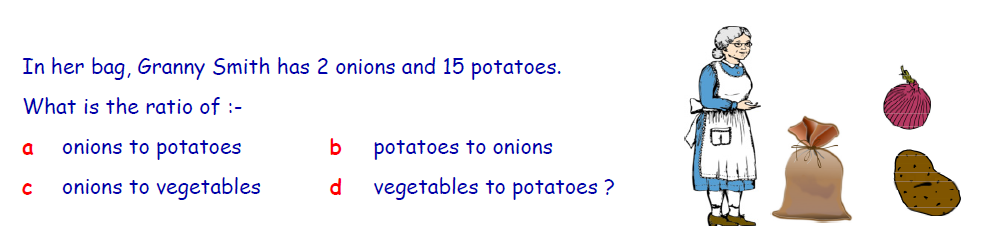 In her bag, Granny Smith has 2 onions and 15 potatoes.
What is the ratio of :-
a onions to potatoes b potatoes to onions
c onions to vegetables d vegetables to potatoes ?